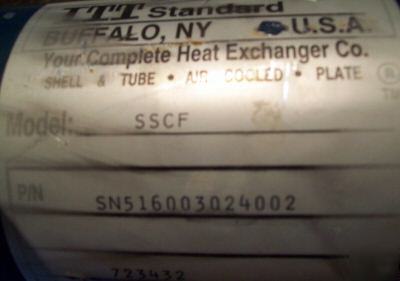 ITT Standard
BUFFALO, NY U.S.A.
Your Complete Heat Exchanger Co.
SHELL & TUBE • AIR COOLED • PLATE ®
Model: SSCF
P/N SN516003024002
723432